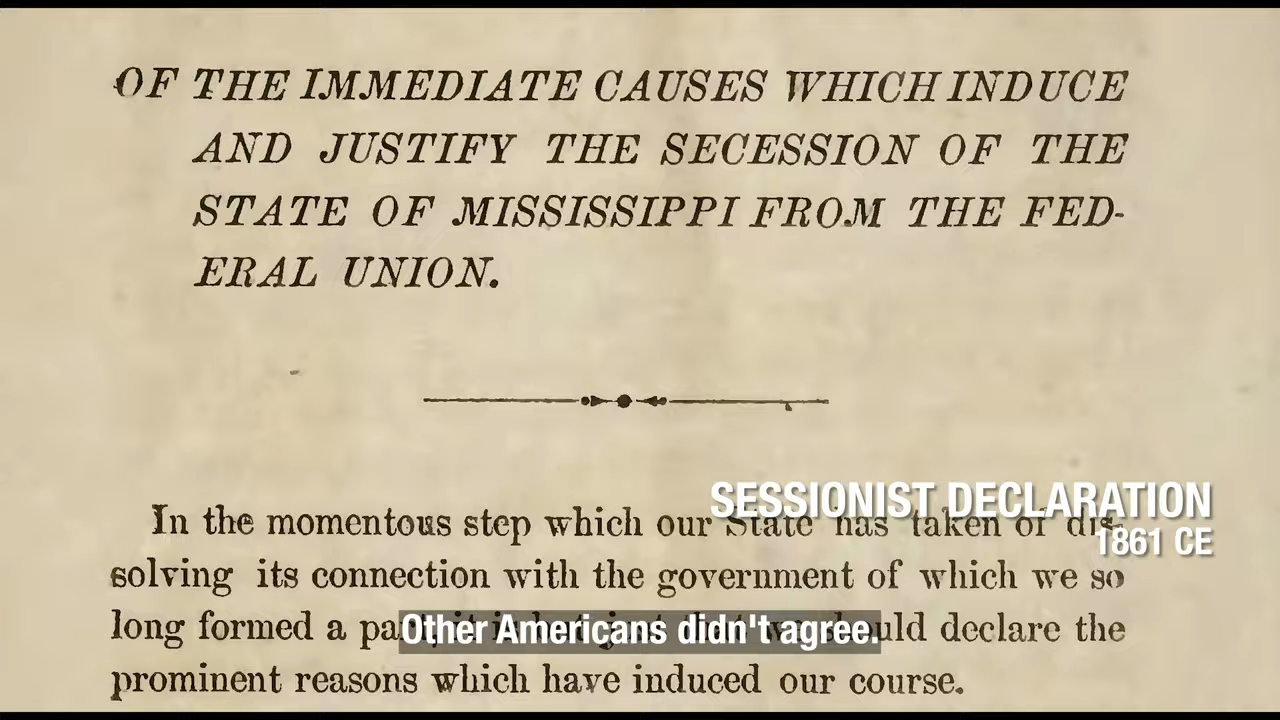 OF THE IMMEDIATE CAUSES WHICH INDUCE
AND JUSTIFY THE SECESSION OF THE
STATE OF MISSISSIPPI FROM THE FED-
ERAL UNION.
SESSIONIST DECLARATION
1861 CE
In the momentous step which our State has taken of dis-
solving its connection with the government of which we so
long formed a uld declare the
Other Americans didn't agree.
prominent reasons which have induced our course.